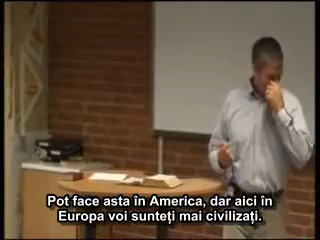 Pot face asta în America, dar aici în
Europa voi sunteți mai civilizați.